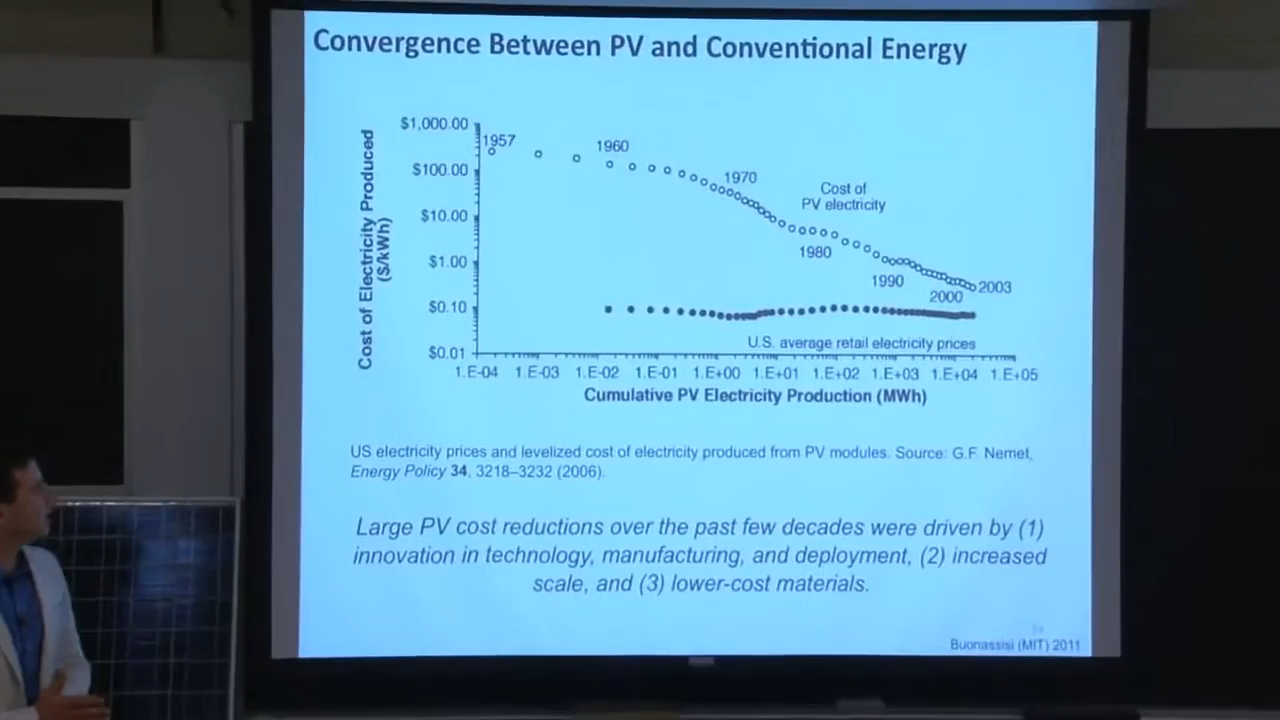 Convergence Between PV and Conventional Energy
Cost of Electricity Produced
($/kWh)
$1,000.00
$100.00
$10.00
$1.00
$0.10
$0.01
1957
1960
1970
Cost of
PV electricity
1980
1990
2000
2003
U.S. average retail electricity prices
1.E-04 1.E-03 1.E-02 1.E-01 1.E+00 1.E+01 1.E+02 1.E+03 1.E+04 1.E+05
Cumulative PV Electricity Production (MWh)
US electricity prices and levelized cost of electricity produced from PV modules. Source: G.F. Nemet,
Energy Policy 34, 3218–3232 (2006).
Large PV cost reductions over the past few decades were driven by (1)
innovation in technology, manufacturing, and deployment, (2) increased
scale, and (3) lower-cost materials.
Buonassisi (MIT) 2011